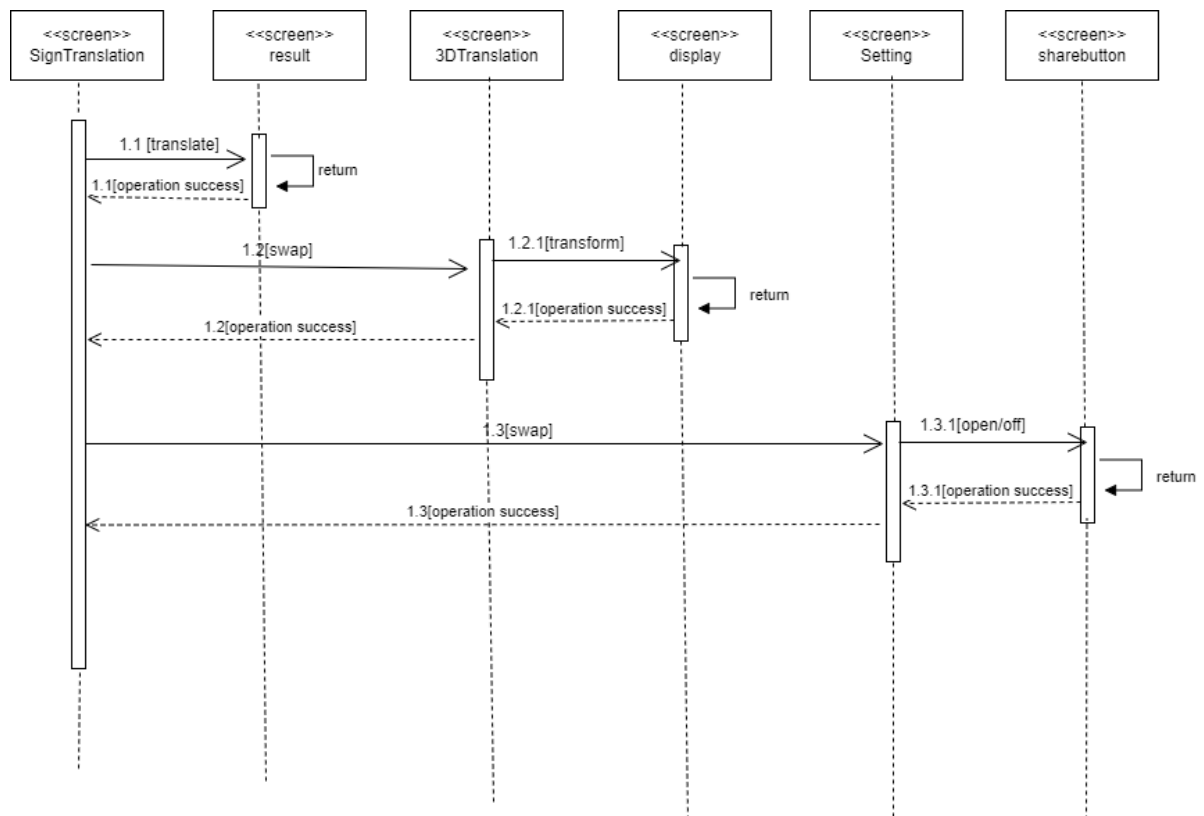 <<screen>>
SignTranslation
<<screen>>
result
<<screen>>
3DTranslation
<<screen>>
display
<<screen>>
Setting
<<screen>>
sharebutton
1.1 [translate]
return
1.1[operation success]
1.2[swap]
1.2.1[transform]
return
1.2.1[operation success]
1.2[operation success]
1.3[swap]
1.3.1[open/off]
return
1.3.1[operation success]
1.3[operation success]